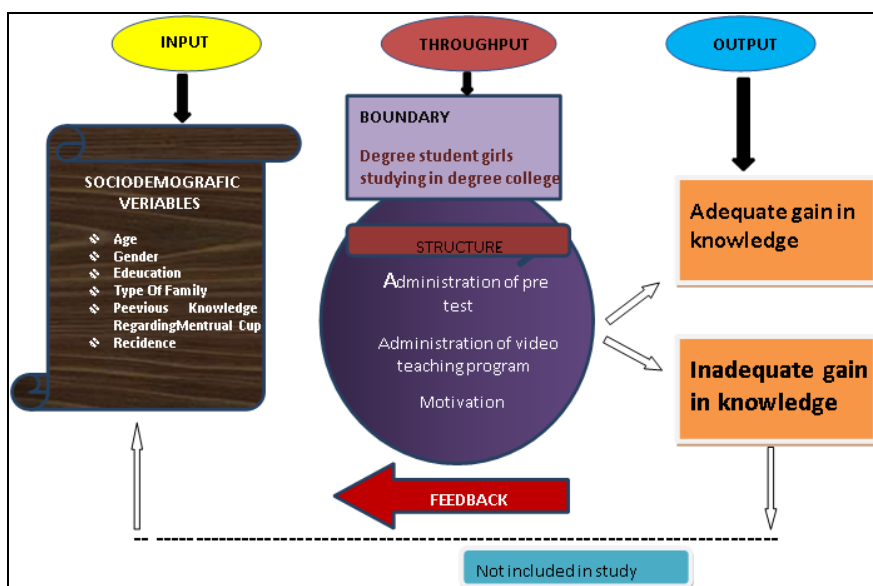 INPUT
THROUGHPUT
OUTPUT
SOCIODEMOGRAFIC
VERIABLES
❖ Age
❖ Gender
❖ Edeucation
❖ Type Of Family
❖ Peevious Knowledge
RegardingMentrual Cup
❖ Recidence
BOUNDARY
Degree student girls
studying in degree college
STRUCTURE
Administration of pre
test
Administration of video
teaching program
Motivation
Adequate gain in
knowledge
Inadequate gain
in knowledge
FEEDBACK
Not included in study